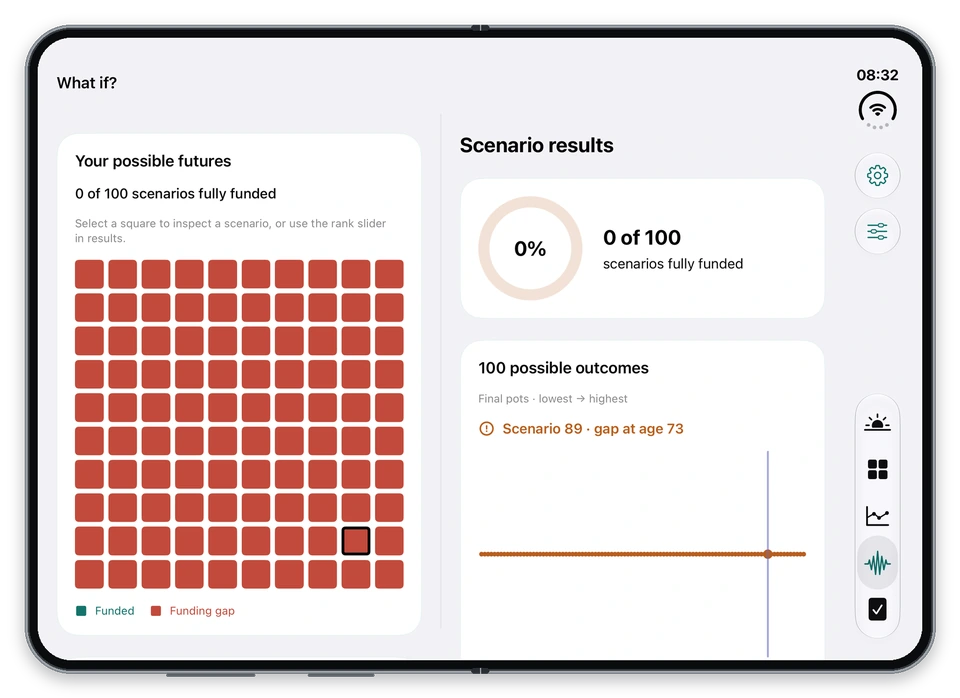 What if?
08:32
Your possible futures
0 of 100 scenarios fully funded
Select a square to inspect a scenario, or use the rank slider
in results.
Funded
Funding gap
Scenario results
0%
0 of 100
scenarios fully funded
100 possible outcomes
Final pots · lowest → highest
Scenario 89 · gap at age 73